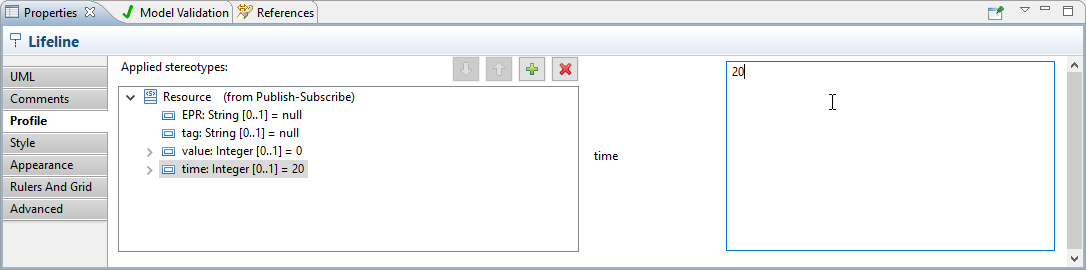 Properties
Model Validation
References
Lifeline
UML
Comments
Profile
Style
Appearance
Rulers And Grid
Advanced
Applied stereotypes:
Resource (from Publish-Subscribe)
EPR: String [0..1] = null
tag: String [0..1] = null
value: Integer [0..1] = 0
time: Integer [0..1] = 20
time
20